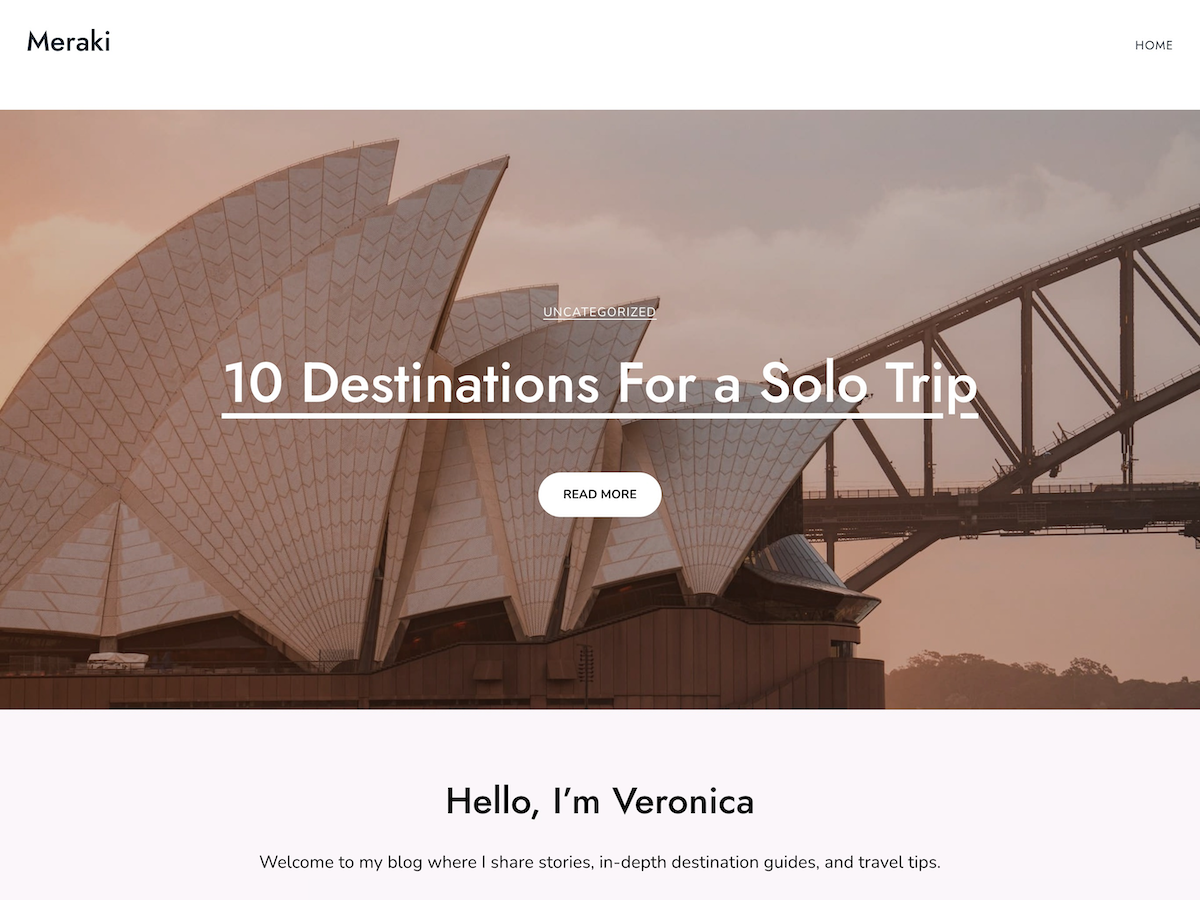 Meraki
HOME
UNCATEGORIZED
10 Destinations For a Solo Trip
READ MORE
Hello, I’m Veronica
Welcome to my blog where I share stories, in-depth destination guides, and travel tips.